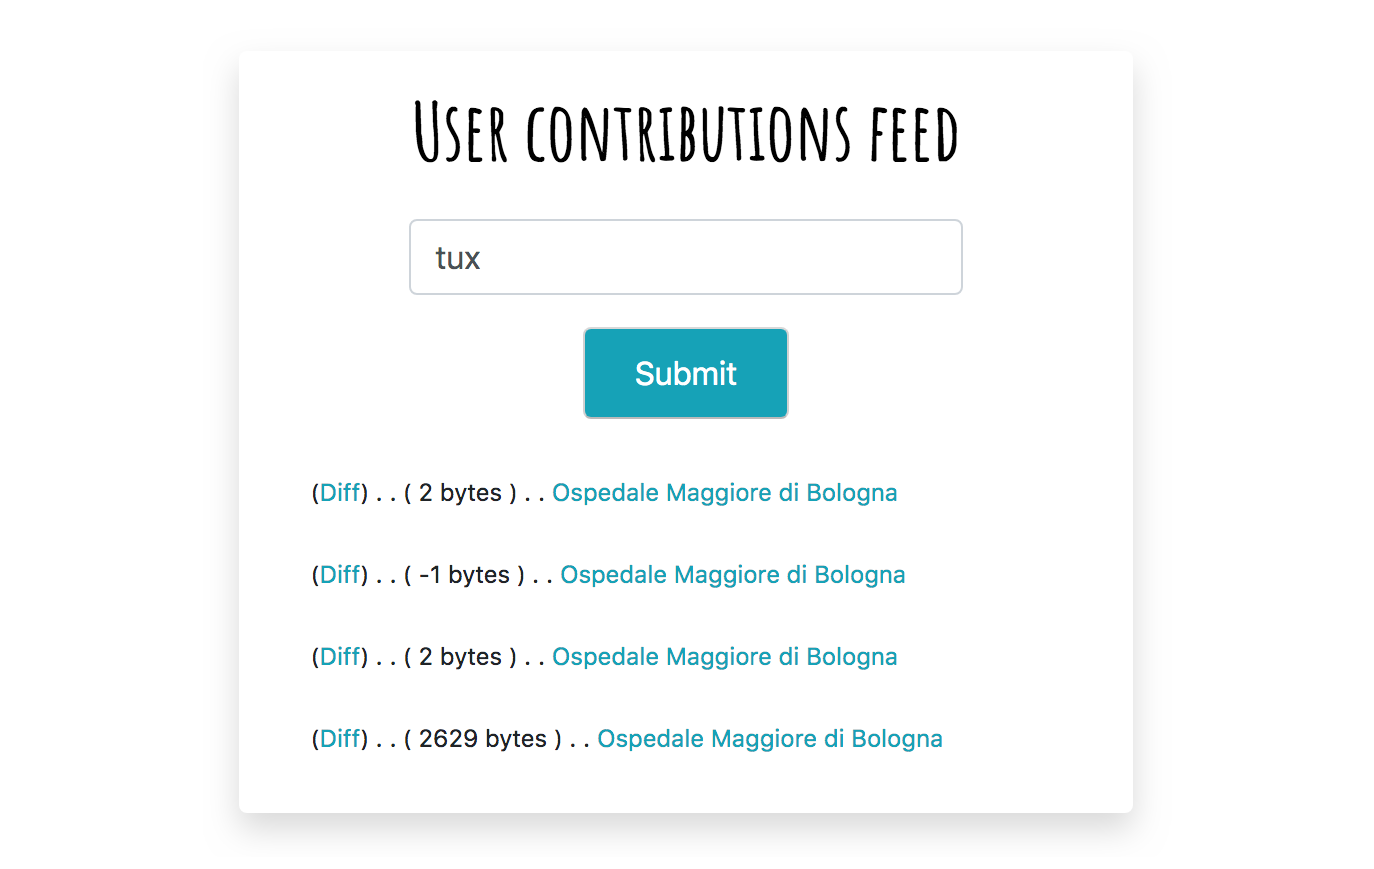 User contributions feed
tux
Submit
(Diff) . . ( 2 bytes ) . . Ospedale Maggiore di Bologna
(Diff) . . ( -1 bytes ) . . Ospedale Maggiore di Bologna
(Diff) . . ( 2 bytes ) . . Ospedale Maggiore di Bologna
(Diff) . . ( 2629 bytes ) . . Ospedale Maggiore di Bologna